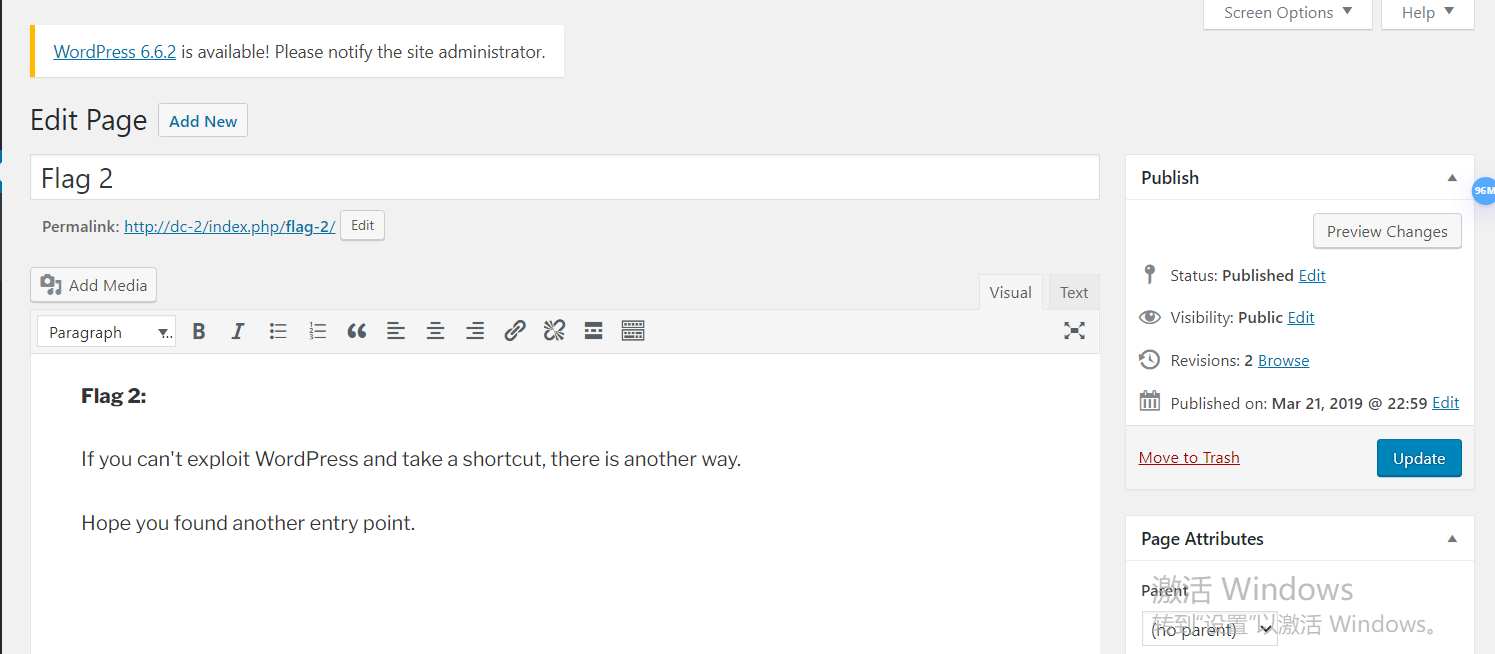 Screen Options
Help
WordPress 6.6.2 is available! Please notify the site administrator.
Edit Page
Add New
Flag 2
Permalink: http://dc-2/index.php/flag-2/
Edit
Add Media
Visual
Text
Paragraph
Flag 2:
If you can't exploit WordPress and take a shortcut, there is another way.
Hope you found another entry point.
Publish
96M
Preview Changes
Status: Published Edit
Visibility: Public Edit
Revisions: 2 Browse
Published on: Mar 21, 2019 @ 22:59 Edit
Move to Trash
Update
Page Attributes
Parent
(no parent)
激活 Windows
转到“设置”以激活 Windows。